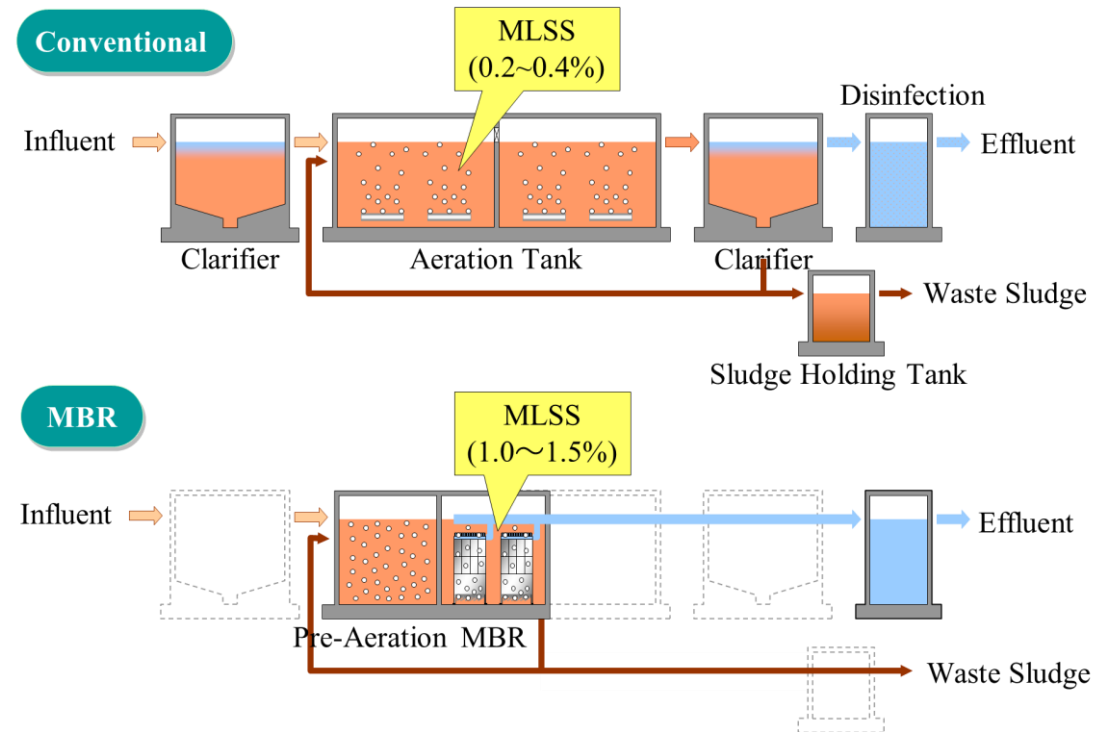 Conventional
MLSS
(0.2~0.4%)
Disinfection
Influent
Effluent
Clarifier
Aeration Tank
Clarifier
Waste Sludge
Sludge Holding Tank
MBR
MLSS
(1.0～1.5%)
Influent
Effluent
Pre-Aeration MBR
Waste Sludge